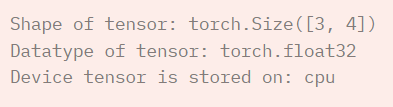 Shape of tensor: torch.Size([3, 4])
Datatype of tensor: torch.float32
Device tensor is stored on: cpu